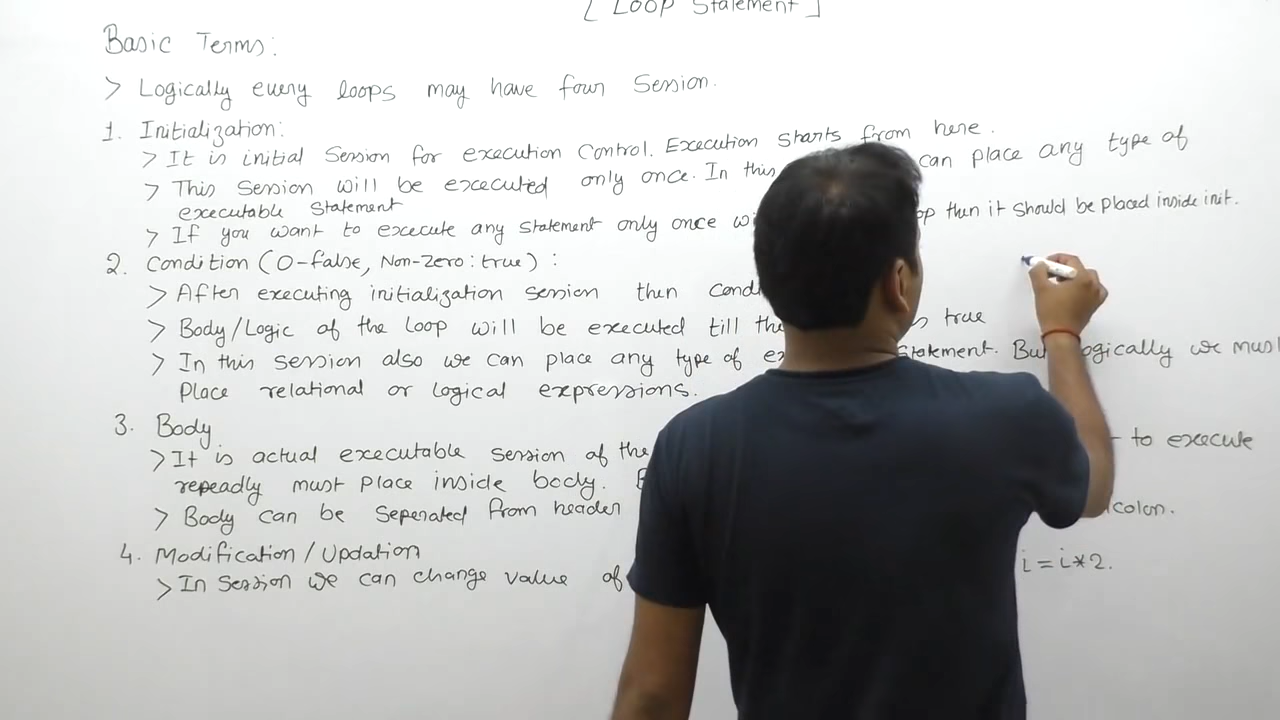 [ Loop Statement ]
Basic Terms:
> Logically every loops may have four Session.
1. Initialization:
> It is initial Session for execution Control. Execution starts from here.
> This Session will be executed only once. In this can place any type of
executable Statement
> If you want to execute any statement only once then it should be placed inside init.
2. Condition (0-false, Non-Zero: true) :
> After executing initialization session then
> Body/Logic of the loop will be executed till true
> In this session also we can place any type of Statement. But logically we must
Place relational or logical expressions.
3. Body
> It is actual executable session of the to execute
repeadly must place inside body.
> Body can be Seperated from header
4. Modification / Updation
> In Session we can change value of i = i*2.